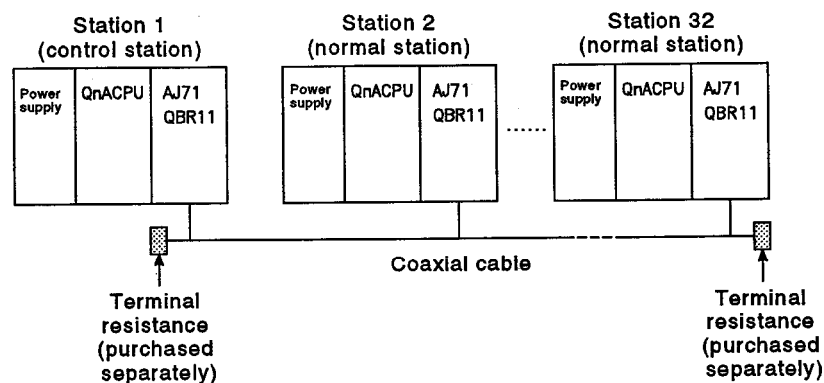 Station 1
(control station)
Station 2
(normal station)
Station 32
(normal station)
Power
supply
QnACPU
AJ71
QBR11
Power
supply
QnACPU
AJ71
QBR11
Power
supply
QnACPU
AJ71
QBR11
Coaxial cable
Terminal
resistance
(purchased
separately)
Terminal
resistance
(purchased
separately)